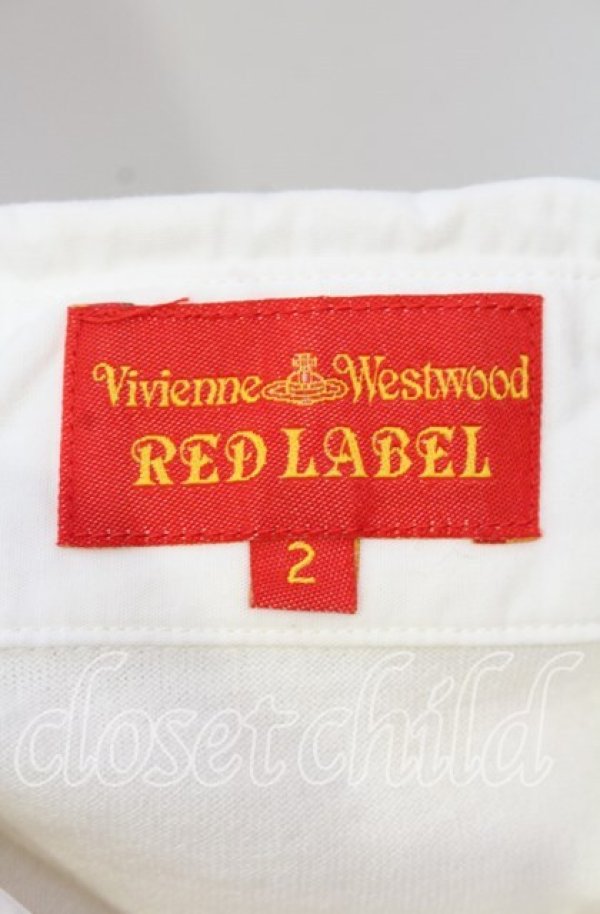 Vivienne Westwood
RED LABEL
2
closet child